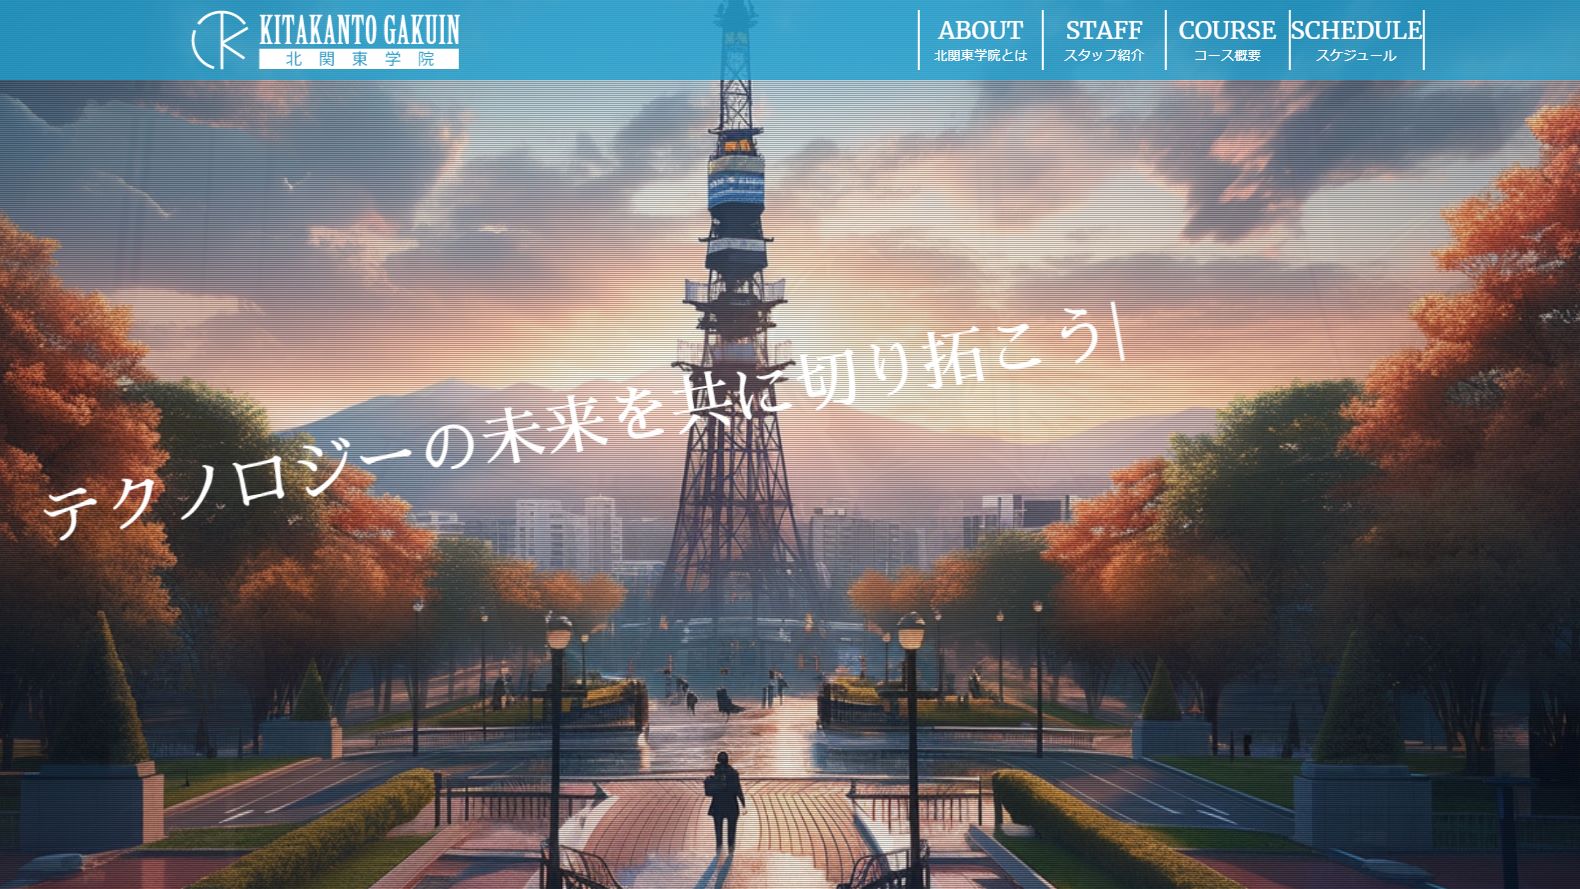 KITAKANTO GAKUIN
北関東学院
ABOUT
北関東学院とは
STAFF
スタッフ紹介
COURSE
コース概要
SCHEDULE
スケジュール
テクノロジーの未来を共に切り拓こう|